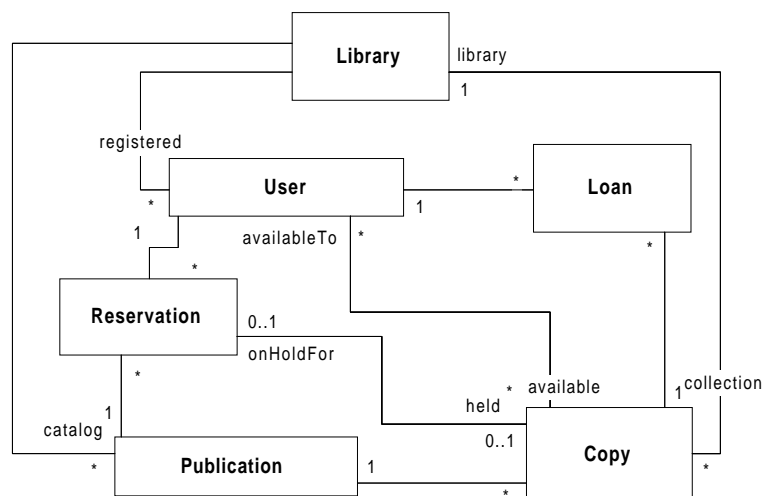 Library
library
1
registered
User
*
1
*
Loan
1
availableTo
*
*
*
Reservation
0..1
onHoldFor
*
*
available
1
collection
1
held
catalog
0..1
Copy
*
Publication
1
*
*